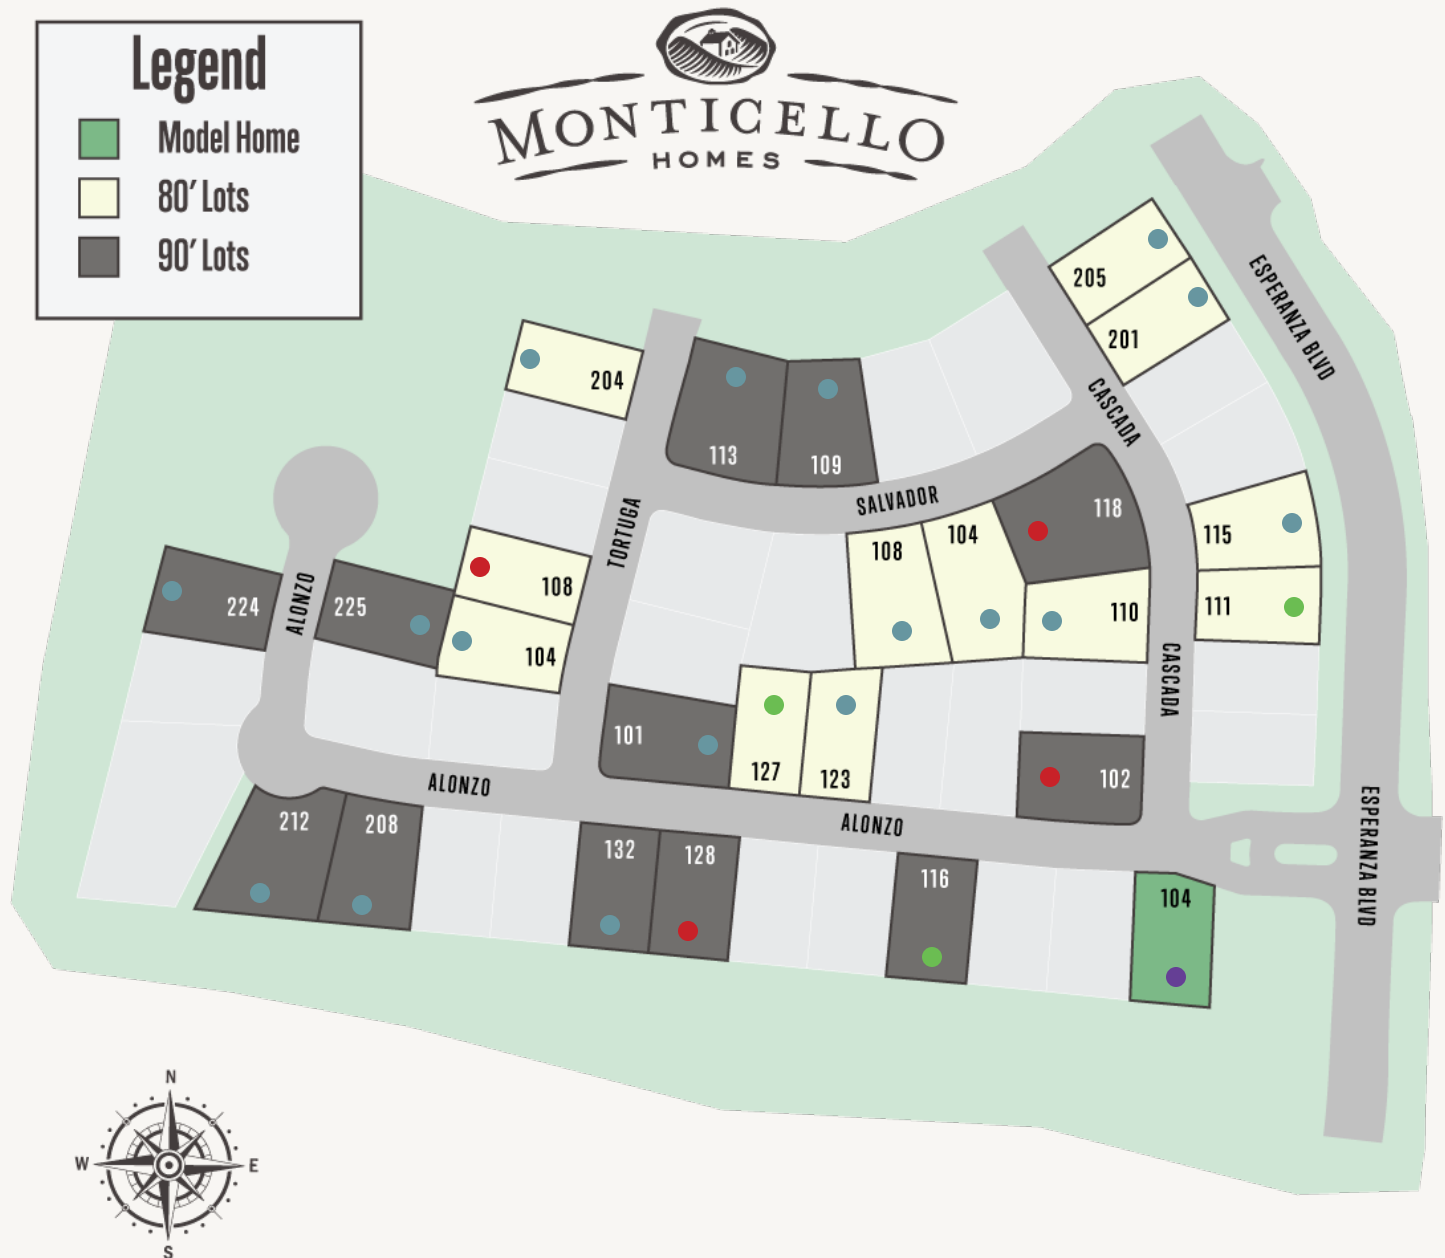 Legend
Model Home
80' Lots
90' Lots
MONTICELLO
HOMES
205
201
ESPERANZA BLVD
204
CASCADA
113
109
SALVADOR
118
TORTUGA
108
104
115
108
224
ALONZO
225
110
111
104
CASCADA
101
127
123
102
ALONZO
212
208
ALONZO
ESPERANZA BLVD
132
128
116
104
N
W
E
S